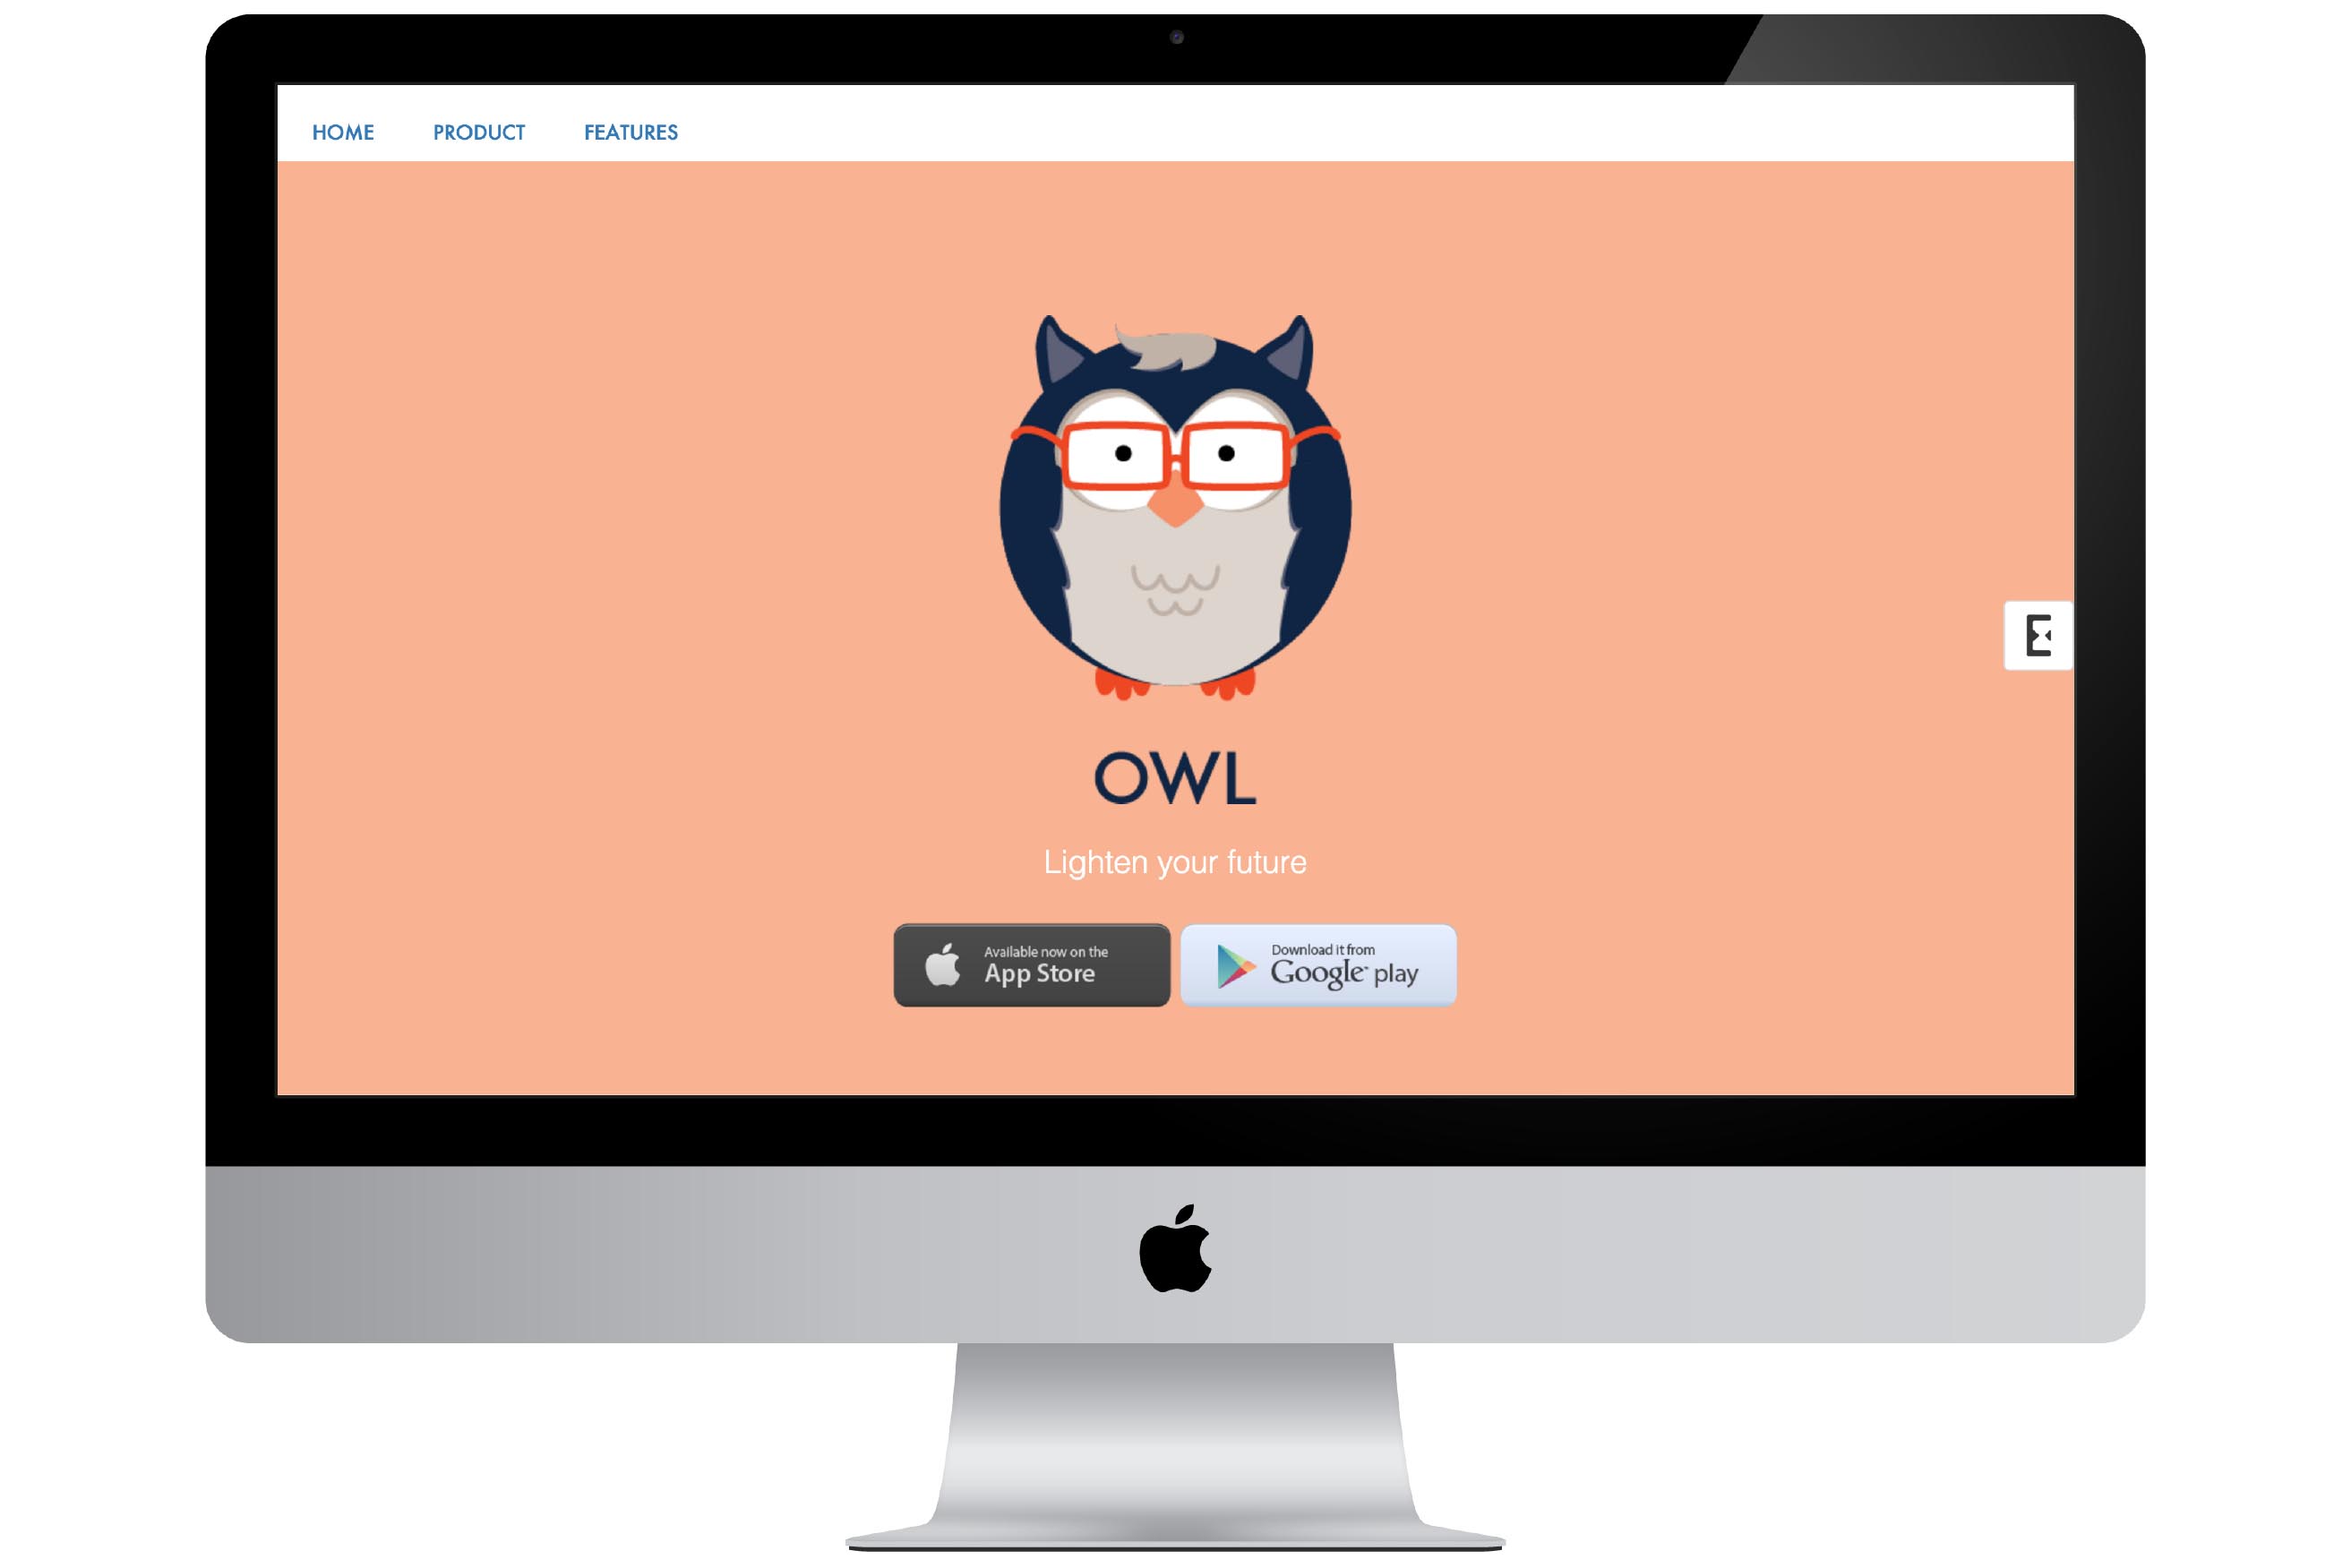 HOME PRODUCT FEATURES
OWL
Lighten your future
Available now on the
App Store
Download it from
Google play